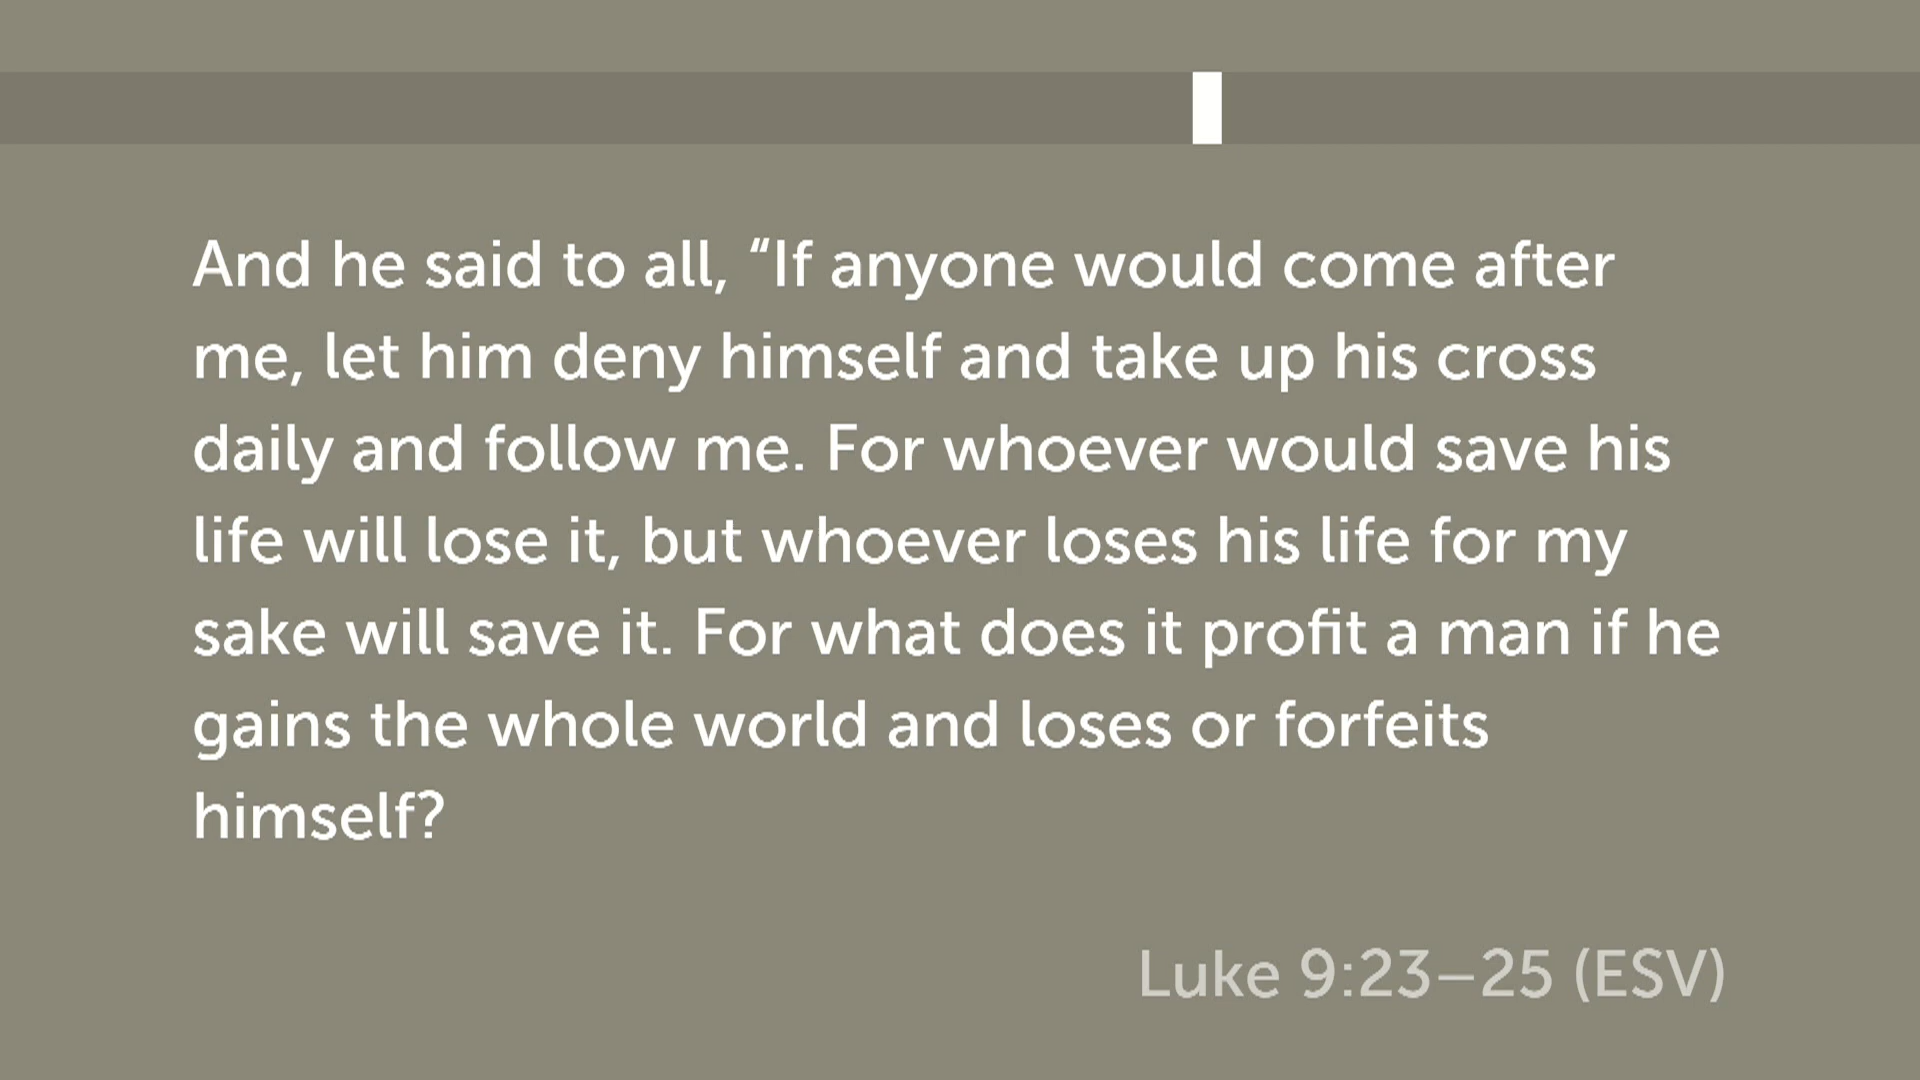 And he said to all, “If anyone would come after
me, let him deny himself and take up his cross
daily and follow me. For whoever would save his
life will lose it, but whoever loses his life for my
sake will save it. For what does it profit a man if he
gains the whole world and loses or forfeits
himself?
Luke 9:23–25 (ESV)